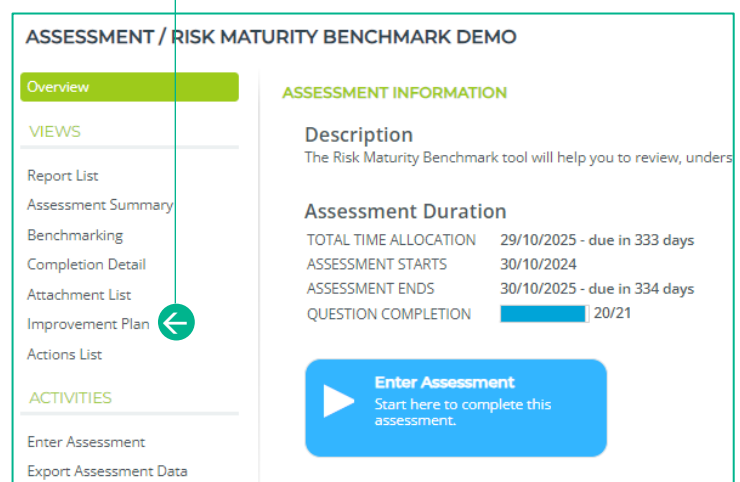 ASSESSMENT / RISK MATURITY BENCHMARK DEMO
Overview
VIEWS
Report List
Assessment Summary
Benchmarking
Completion Detail
Attachment List
Improvement Plan
Actions List
ACTIVITIES
Enter Assessment
Export Assessment Data
ASSESSMENT INFORMATION
Description
The Risk Maturity Benchmark tool will help you to review, unders
Assessment Duration
TOTAL TIME ALLOCATION 29/10/2025 - due in 333 days
ASSESSMENT STARTS 30/10/2024
ASSESSMENT ENDS 30/10/2025 - due in 334 days
QUESTION COMPLETION 20/21
Enter Assessment
Start here to complete this
assessment.